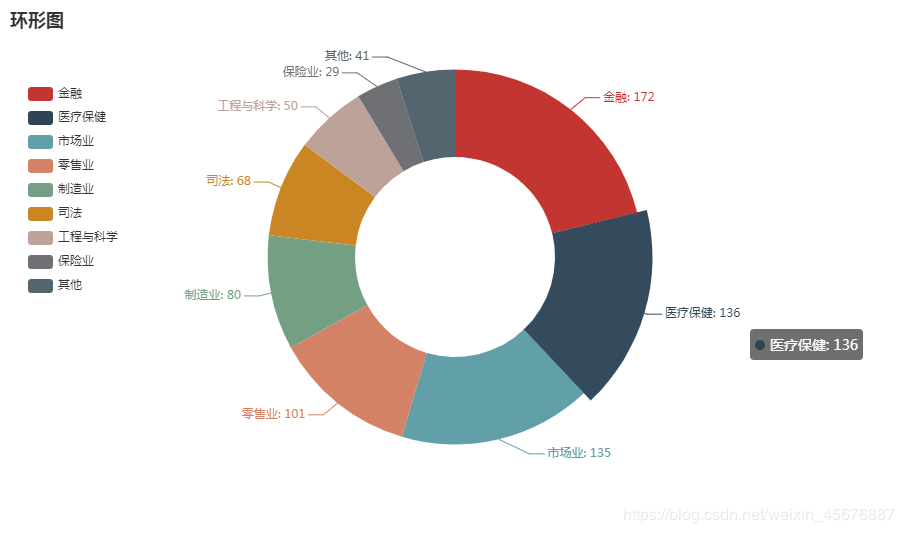 环形图
金融
医疗保健
市场业
零售业
制造业
司法
工程与科学
保险业
其他
其他: 41
保险业: 29
工程与科学: 50
司法: 68
制造业: 80
零售业: 101
金融: 172
医疗保健: 136
医疗保健: 136
市场业: 135
https://blog.csdn.net/weixin_45676887